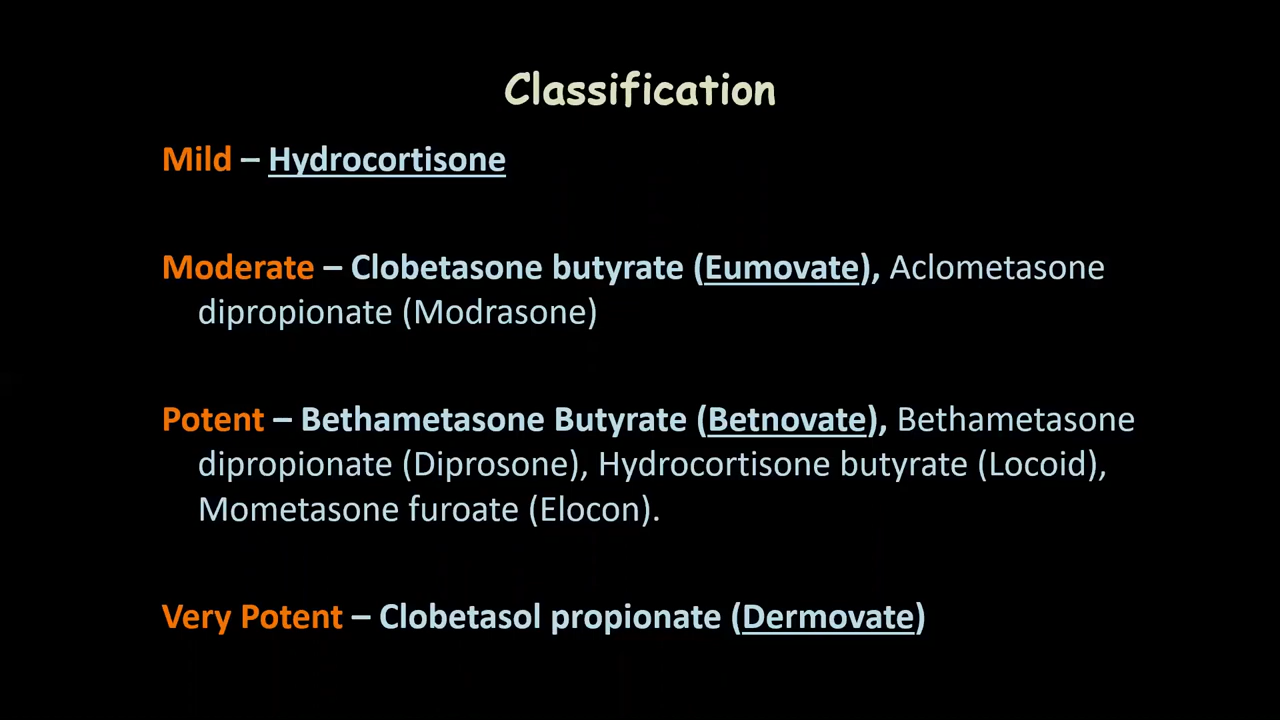 Classification
Mild – Hydrocortisone
Moderate – Clobetasone butyrate (Eumovate), Aclometasone
dipropionate (Modrasone)
Potent – Bethametasone Butyrate (Betnovate), Bethametasone
dipropionate (Diprosone), Hydrocortisone butyrate (Locoid),
Mometasone furoate (Elocon).
Very Potent – Clobetasol propionate (Dermovate)